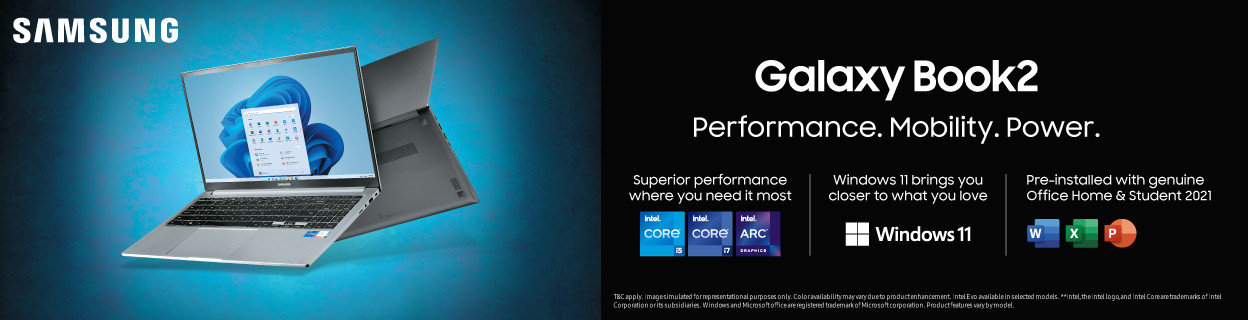 SAMSUNG
SAMSUNG
Galaxy Book2
Performance. Mobility. Power.
Superior performance
where you need it most
intel.
CORE
i5
intel.
CORE
i7
intel.
ARC
GRAPHICS
Windows 11 brings you
closer to what you love
Windows 11
Pre-installed with genuine
Office Home & Student 2021
W
X
P
T&C apply. Image simulated for representational purposes only. Color availability may vary due to product enhancement. Intel Evo available in selected models. **Intel, the Intel logo, and Intel Core are trademarks of Intel
Corporation or its subsidiaries. Windows and Microsoft office are registered trademark of Microsoft corporation. Product features vary by model.